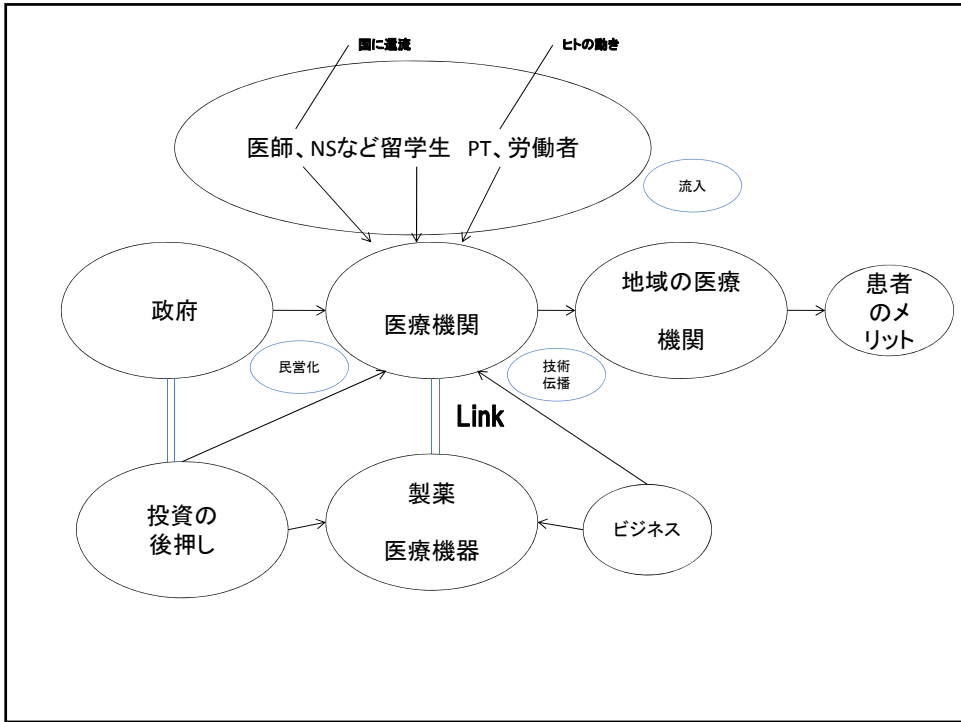 国に還流
ヒトの動き
医師、NSなど留学生 PT、労働者
流入
政府
医療機関
地域の医療
機関
患者
のメ
リット
民営化
技術
伝播
Link
投資の
後押し
製薬
医療機器
ビジネス